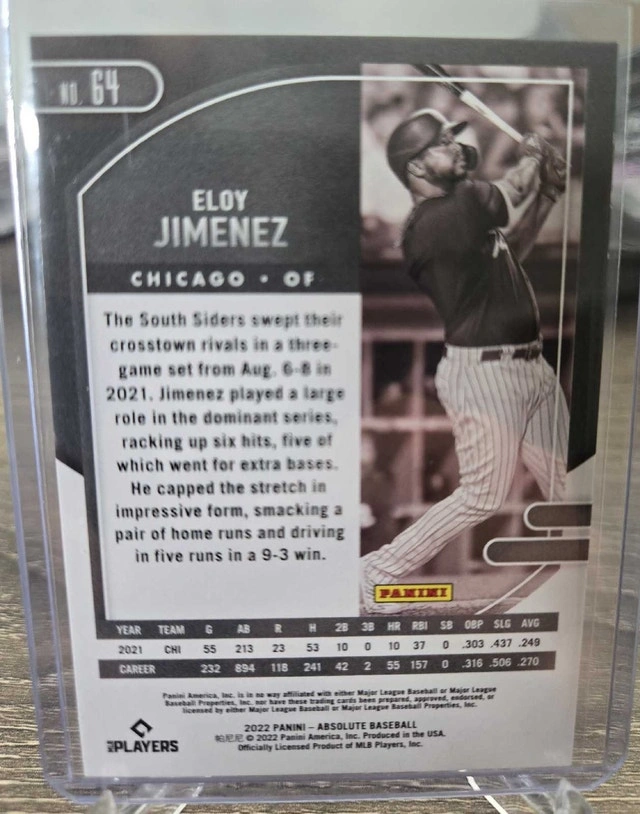 NO. 64
ELOY
JIMENEZ
CHICAGO • OF
The South Siders swept their
crosstown rivals in a three-
game set from Aug. 6-8 in
2021. Jimenez played a large
role in the dominant series,
racking up six hits, five of
which went for extra bases.
He capped the stretch in
impressive form, smacking a
pair of home runs and driving
in five runs in a 9-3 win.
PANINI
YEAR TEAM G AB R H 2B 3B HR RBI SB OBP SLG AVG
2021 CHI 55 213 23 53 10 0 10 37 0 .303 .437 .249
CAREER 232 894 118 241 42 2 55 157 0 .316 .506 .270
Panini America, Inc. is in no way affiliated with either Major League Baseball or Major League
Baseball Properties, Inc. nor have these trading cards been prepared, approved, endorsed, or
licensed by either Major League Baseball or Major League Baseball Properties, Inc.
2022 PANINI – ABSOLUTE BASEBALL
帕尼尼 © 2022 Panini America, Inc. Produced in the USA.
Officially Licensed Product of MLB Players, Inc.
MLB PLAYERS